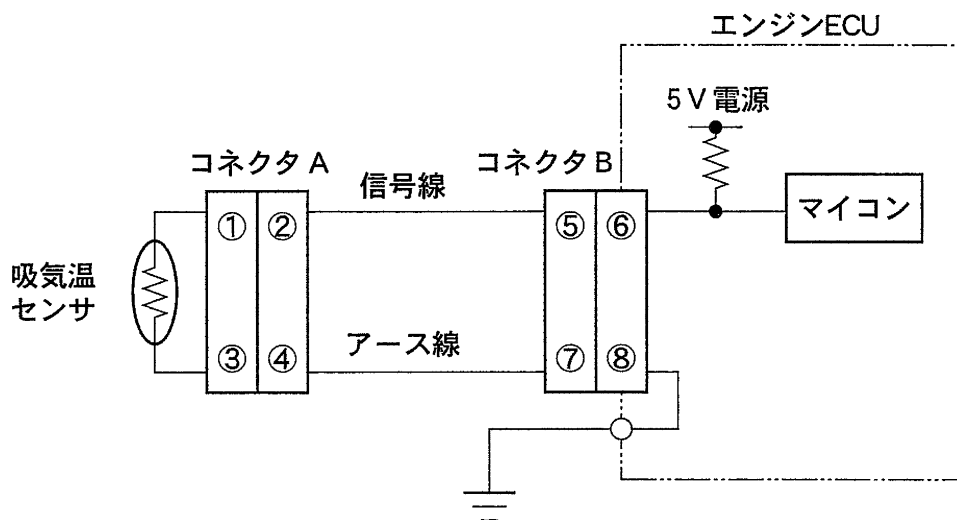 エンジンECU
5V電源
コネクタA
コネクタB
信号線
マイコン
① ② ⑤ ⑥
吸気温
センサ
アース線
③ ④ ⑦ ⑧